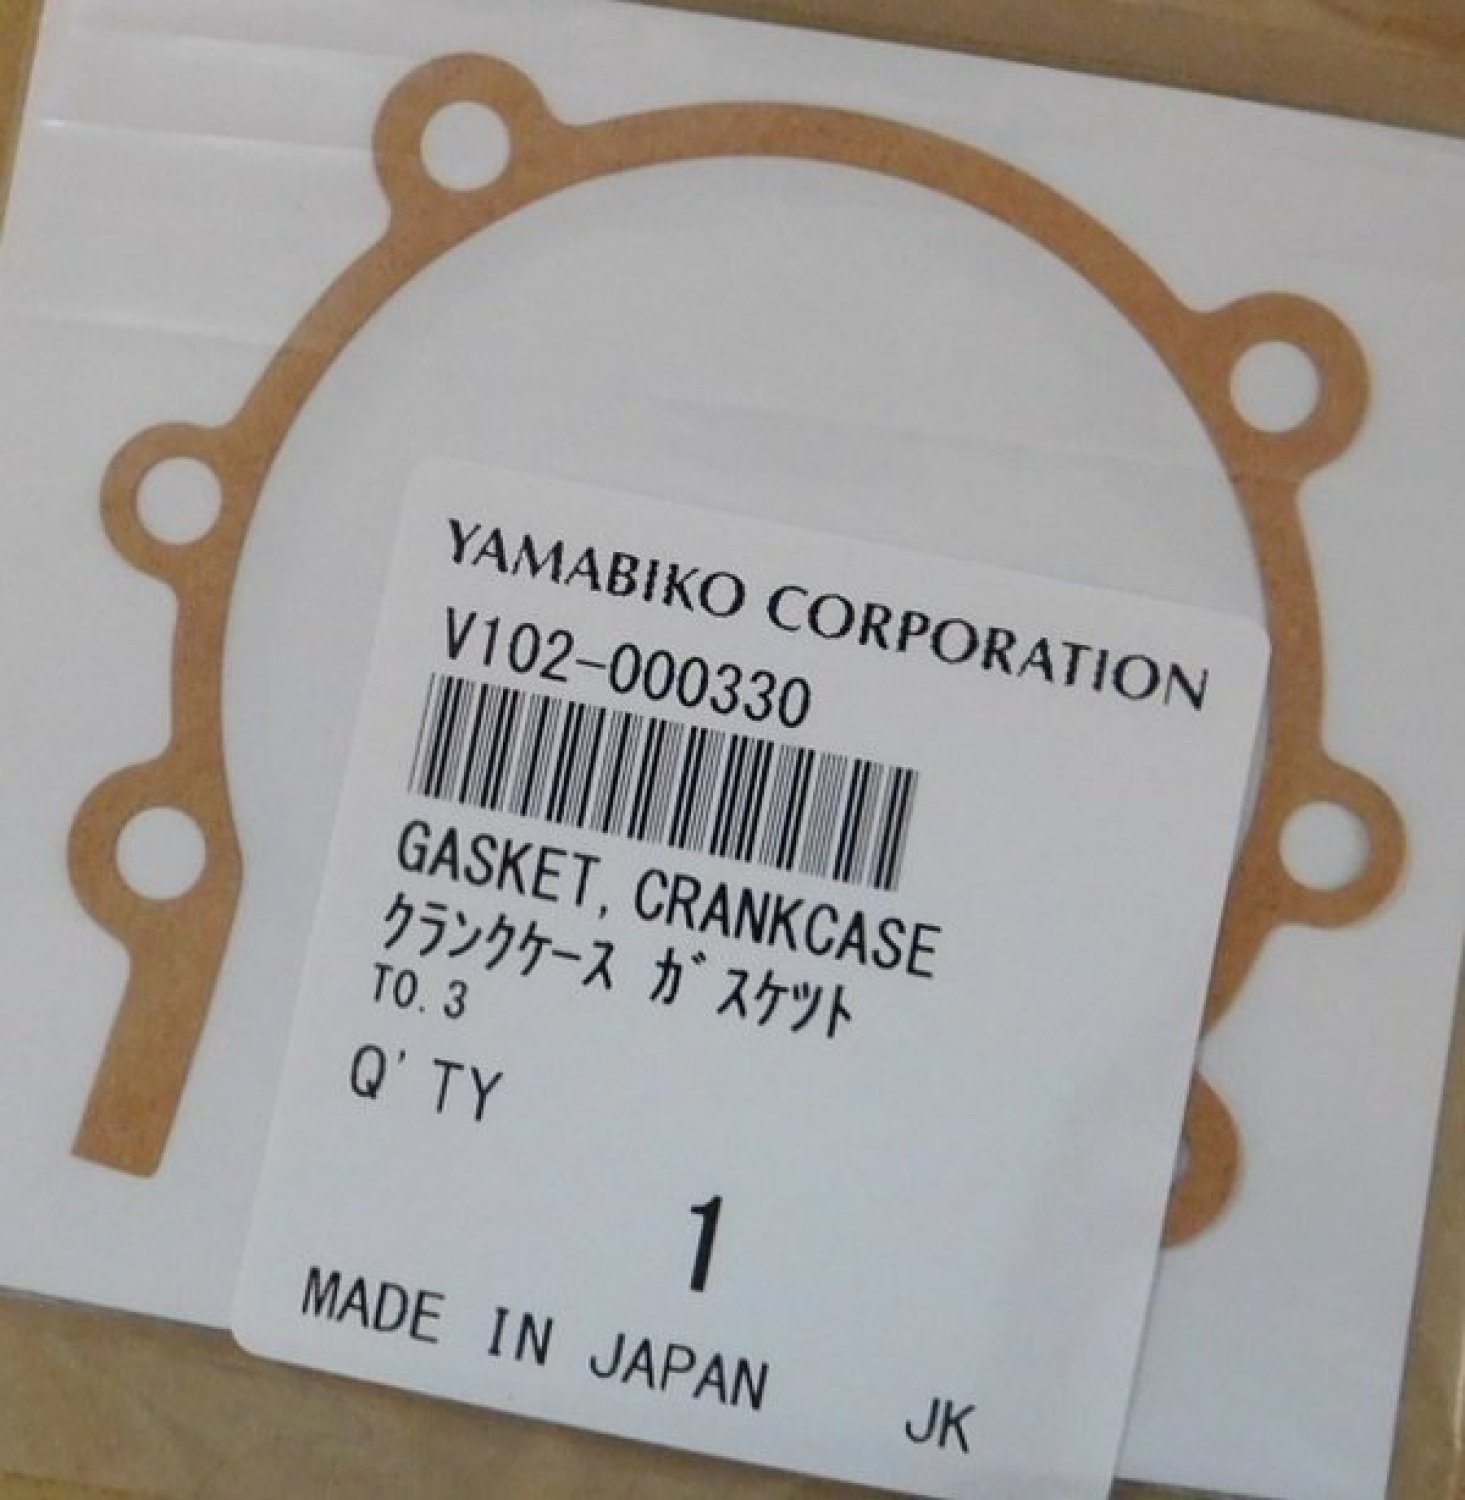 YAMABIKO CORPORATION
V102-000330
GASKET, CRANKCASE
クランクケース ガスケット
T0.3
Q'TY
1
MADE IN JAPAN JK